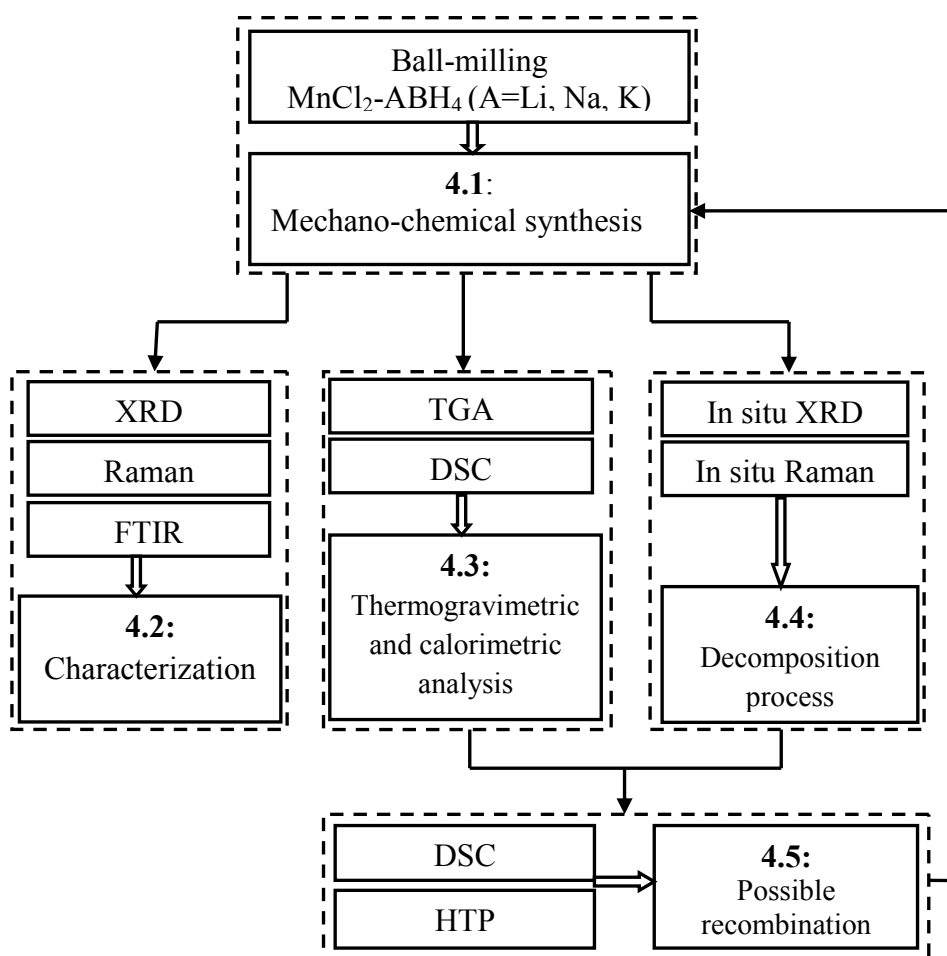 Ball-milling
MnCl₂-ABH₄ (A=Li, Na, K)
4.1:
Mechano-chemical synthesis
XRD
Raman
FTIR
4.2:
Characterization
TGA
DSC
4.3:
Thermogravimetric
and calorimetric
analysis
In situ XRD
In situ Raman
4.4:
Decomposition
process
DSC
HTP
4.5:
Possible
recombination